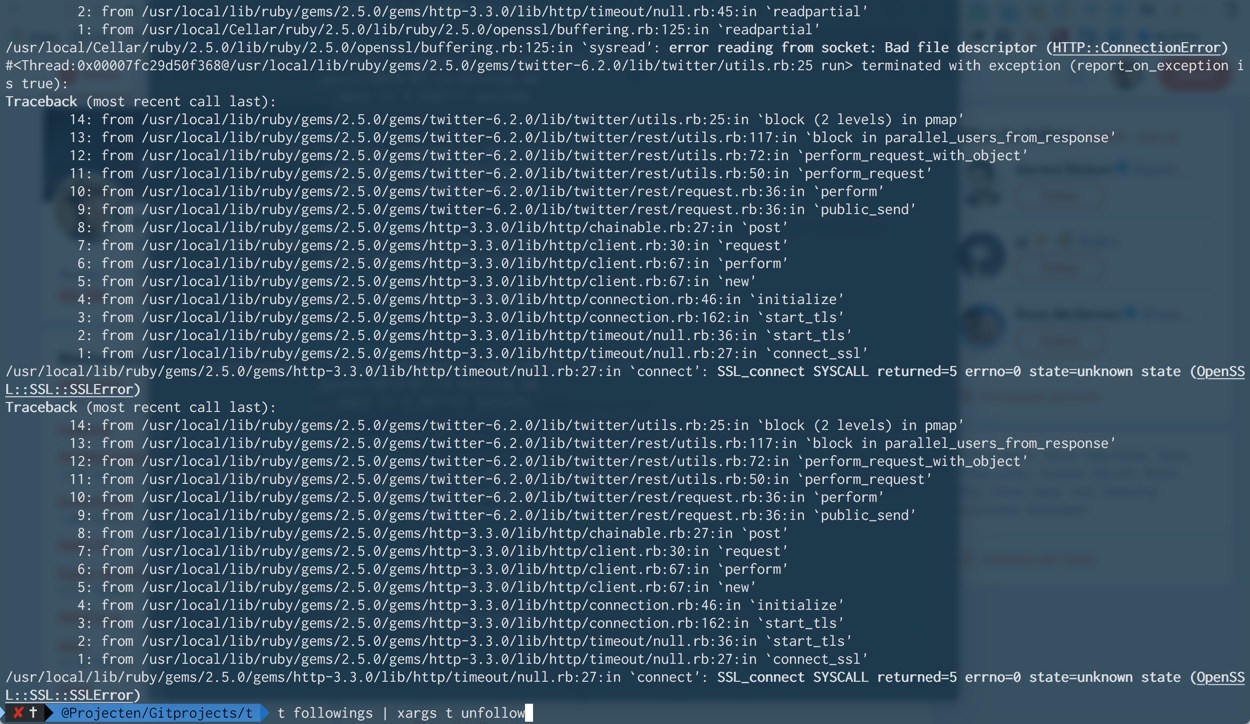 2: from /usr/local/lib/ruby/gems/2.5.0/gems/http-3.3.0/lib/http/timeout/null.rb:45:in `readpartial’
1: from /usr/local/Cellar/ruby/2.5.0/lib/ruby/2.5.0/openssl/buffering.rb:125:in `readpartial’
/usr/local/Cellar/ruby/2.5.0/lib/ruby/2.5.0/openssl/buffering.rb:125:in `sysread’: error reading from socket: Bad file descriptor (HTTP::ConnectionError)
#<Thread:0x00007fc29d50f368@/usr/local/lib/ruby/gems/2.5.0/gems/twitter-6.2.0/lib/twitter/utils.rb:25 run> terminated with exception (report_on_exception i
s true):
Traceback (most recent call last):
14: from /usr/local/lib/ruby/gems/2.5.0/gems/twitter-6.2.0/lib/twitter/utils.rb:25:in `block (2 levels) in pmap’
13: from /usr/local/lib/ruby/gems/2.5.0/gems/twitter-6.2.0/lib/twitter/rest/utils.rb:117:in `block in parallel_users_from_response’
12: from /usr/local/lib/ruby/gems/2.5.0/gems/twitter-6.2.0/lib/twitter/rest/utils.rb:72:in `perform_request_with_object’
11: from /usr/local/lib/ruby/gems/2.5.0/gems/twitter-6.2.0/lib/twitter/rest/utils.rb:50:in `perform_request’
10: from /usr/local/lib/ruby/gems/2.5.0/gems/twitter-6.2.0/lib/twitter/rest/request.rb:36:in `perform’
9: from /usr/local/lib/ruby/gems/2.5.0/gems/twitter-6.2.0/lib/twitter/rest/request.rb:36:in `public_send’
8: from /usr/local/lib/ruby/gems/2.5.0/gems/http-3.3.0/lib/http/chainable.rb:27:in `post’
7: from /usr/local/lib/ruby/gems/2.5.0/gems/http-3.3.0/lib/http/client.rb:30:in `request’
6: from /usr/local/lib/ruby/gems/2.5.0/gems/http-3.3.0/lib/http/client.rb:67:in `perform’
5: from /usr/local/lib/ruby/gems/2.5.0/gems/http-3.3.0/lib/http/client.rb:67:in `new’
4: from /usr/local/lib/ruby/gems/2.5.0/gems/http-3.3.0/lib/http/connection.rb:46:in `initialize’
3: from /usr/local/lib/ruby/gems/2.5.0/gems/http-3.3.0/lib/http/connection.rb:162:in `start_tls’
2: from /usr/local/lib/ruby/gems/2.5.0/gems/http-3.3.0/lib/http/timeout/null.rb:36:in `start_tls’
1: from /usr/local/lib/ruby/gems/2.5.0/gems/http-3.3.0/lib/http/timeout/null.rb:27:in `connect_ssl’
/usr/local/lib/ruby/gems/2.5.0/gems/http-3.3.0/lib/http/timeout/null.rb:27:in `connect’: SSL_connect SYSCALL returned=5 errno=0 state=unknown state (OpenSS
L::SSL::SSLError)
Traceback (most recent call last):
14: from /usr/local/lib/ruby/gems/2.5.0/gems/twitter-6.2.0/lib/twitter/utils.rb:25:in `block (2 levels) in pmap’
13: from /usr/local/lib/ruby/gems/2.5.0/gems/twitter-6.2.0/lib/twitter/rest/utils.rb:117:in `block in parallel_users_from_response’
12: from /usr/local/lib/ruby/gems/2.5.0/gems/twitter-6.2.0/lib/twitter/rest/utils.rb:72:in `perform_request_with_object’
11: from /usr/local/lib/ruby/gems/2.5.0/gems/twitter-6.2.0/lib/twitter/rest/utils.rb:50:in `perform_request’
10: from /usr/local/lib/ruby/gems/2.5.0/gems/twitter-6.2.0/lib/twitter/rest/request.rb:36:in `perform’
9: from /usr/local/lib/ruby/gems/2.5.0/gems/twitter-6.2.0/lib/twitter/rest/request.rb:36:in `public_send’
8: from /usr/local/lib/ruby/gems/2.5.0/gems/http-3.3.0/lib/http/chainable.rb:27:in `post’
7: from /usr/local/lib/ruby/gems/2.5.0/gems/http-3.3.0/lib/http/client.rb:30:in `request’
6: from /usr/local/lib/ruby/gems/2.5.0/gems/http-3.3.0/lib/http/client.rb:67:in `perform’
5: from /usr/local/lib/ruby/gems/2.5.0/gems/http-3.3.0/lib/http/client.rb:67:in `new’
4: from /usr/local/lib/ruby/gems/2.5.0/gems/http-3.3.0/lib/http/connection.rb:46:in `initialize’
3: from /usr/local/lib/ruby/gems/2.5.0/gems/http-3.3.0/lib/http/connection.rb:162:in `start_tls’
2: from /usr/local/lib/ruby/gems/2.5.0/gems/http-3.3.0/lib/http/timeout/null.rb:36:in `start_tls’
1: from /usr/local/lib/ruby/gems/2.5.0/gems/http-3.3.0/lib/http/timeout/null.rb:27:in `connect_ssl’
/usr/local/lib/ruby/gems/2.5.0/gems/http-3.3.0/lib/http/timeout/null.rb:27:in `connect’: SSL_connect SYSCALL returned=5 errno=0 state=unknown state (OpenSS
L::SSL::SSLError)
✘ † @Projecten/Gitprojects/t t followings | xargs t unfollow